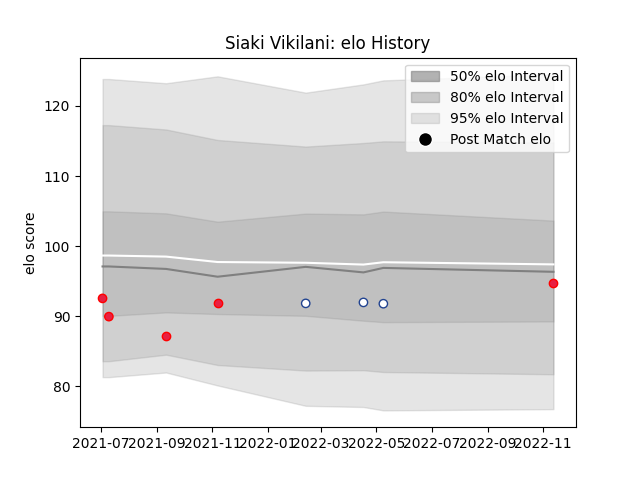 Siaki Vikilani: elo History
50% elo Interval
80% elo Interval
95% elo Interval
Post Match elo
elo score
120
110
100
90
80
2021-07 2021-09 2021-11 2022-01 2022-03 2022-05 2022-07 2022-09 2022-11